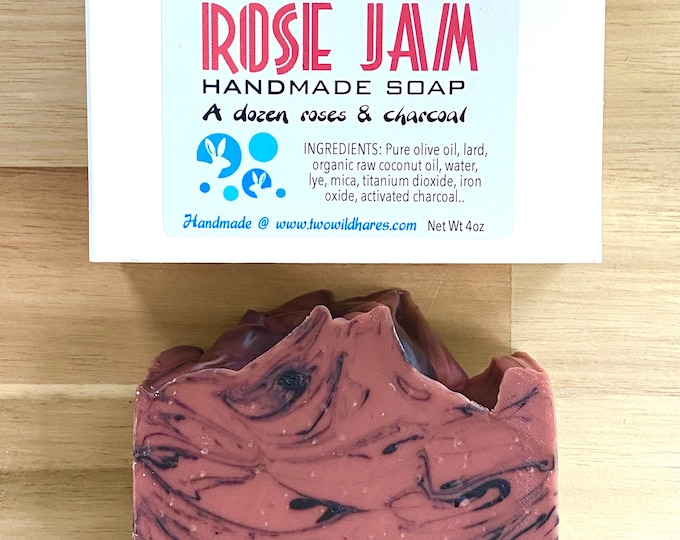 ROSE JAM
HANDMADE SOAP
A dozen roses & charcoal
INGREDIENTS: Pure olive oil, lard,
organic raw coconut oil, water,
lye, mica, titanium dioxide, iron
oxide, activated charcoal..
Handmade @ www.twowildhares.com Net Wt 4oz